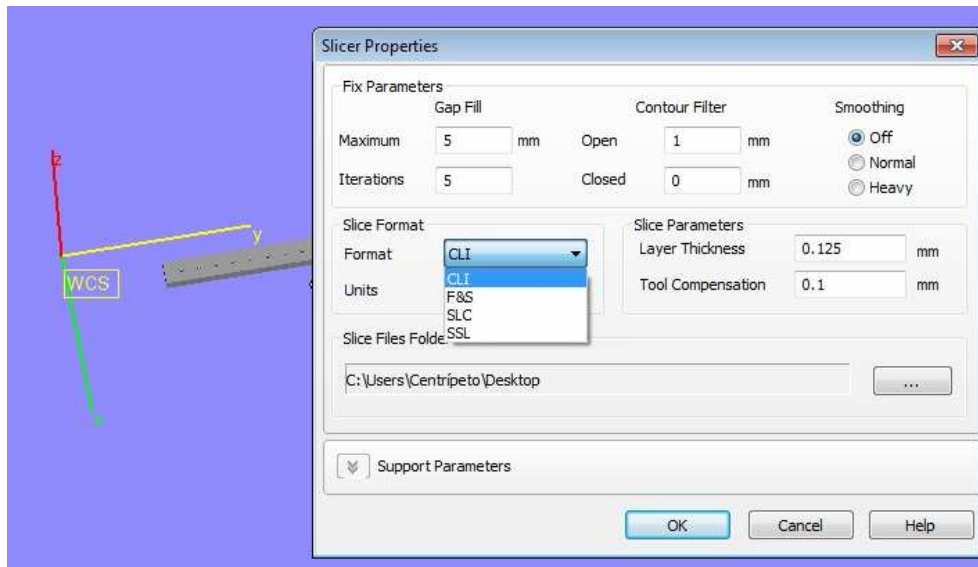 Slicer Properties
Fix Parameters
Gap Fill Contour Filter Smoothing
Maximum 5 mm Open 1 mm Off
Normal
Iterations 5 Closed 0 mm Heavy
Slice Format Slice Parameters
Format CLI Layer Thickness 0.125 mm
CLI
Units F&S Tool Compensation 0.1 mm
SLC
SSL
Slice Files Folde
C:\Users\Centrípeto\Desktop ...
Support Parameters
OK Cancel Help
z
y
WCS